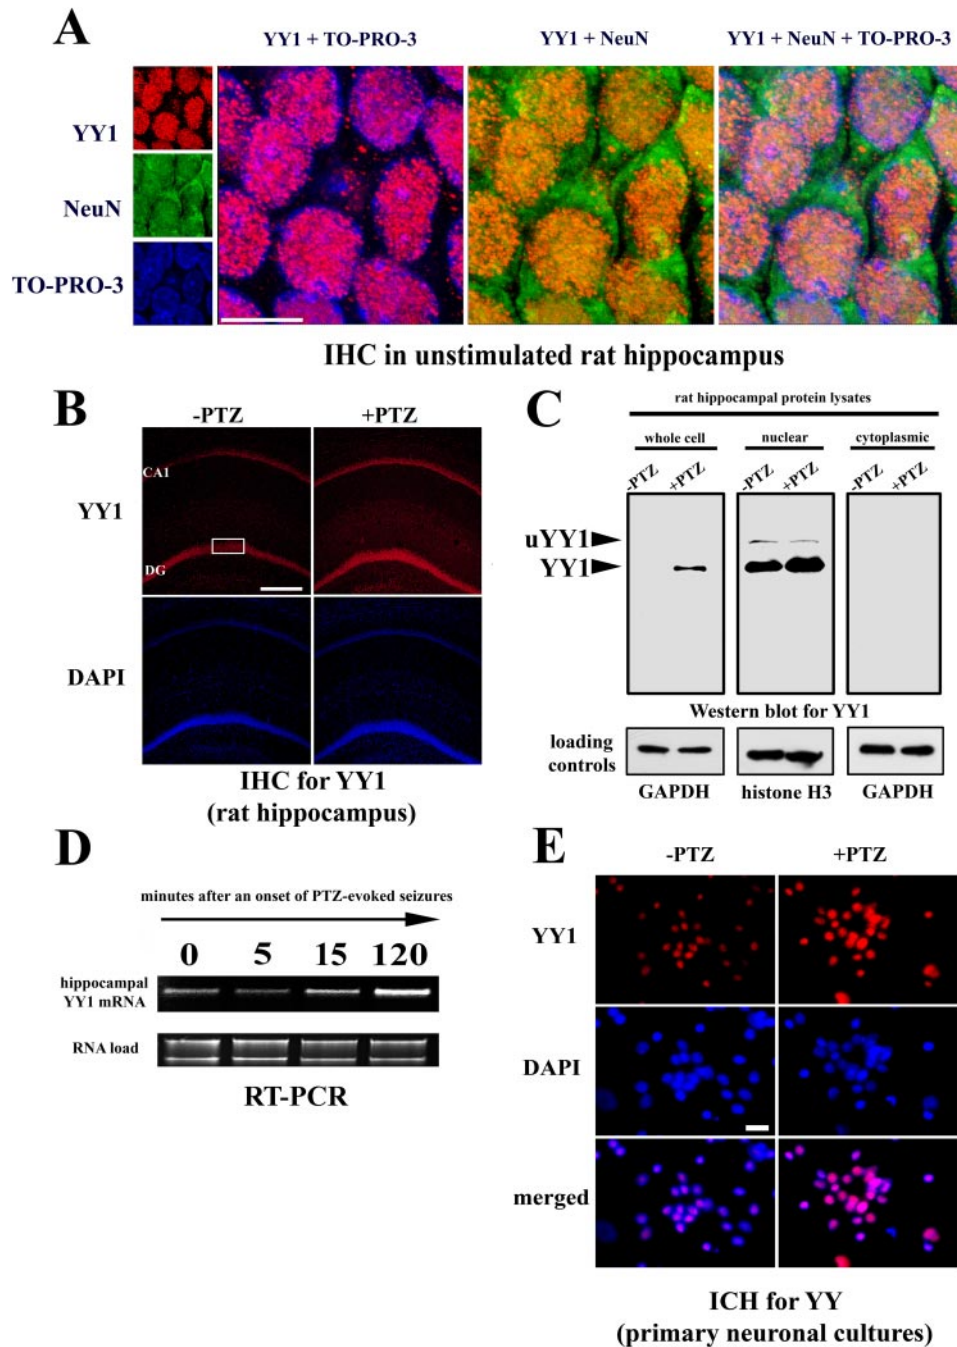 A
YY1 + TO-PRO-3
YY1 + NeuN
YY1 + NeuN + TO-PRO-3
YY1
NeuN
TO-PRO-3
IHC in unstimulated rat hippocampus
B
-PTZ
+PTZ
YY1
CA1
DG
DAPI
IHC for YY1
(rat hippocampus)
C
rat hippocampal protein lysates
whole cell
nuclear
cytoplasmic
-PTZ
+PTZ
-PTZ
+PTZ
-PTZ
+PTZ
uYY1
YY1
Western blot for YY1
loading
controls
GAPDH
histone H3
GAPDH
D
minutes after an onset of PTZ-evoked seizures
0 5 15 120
hippocampal
YY1 mRNA
RNA load
RT-PCR
E
-PTZ
+PTZ
YY1
DAPI
merged
ICH for YY
(primary neuronal cultures)